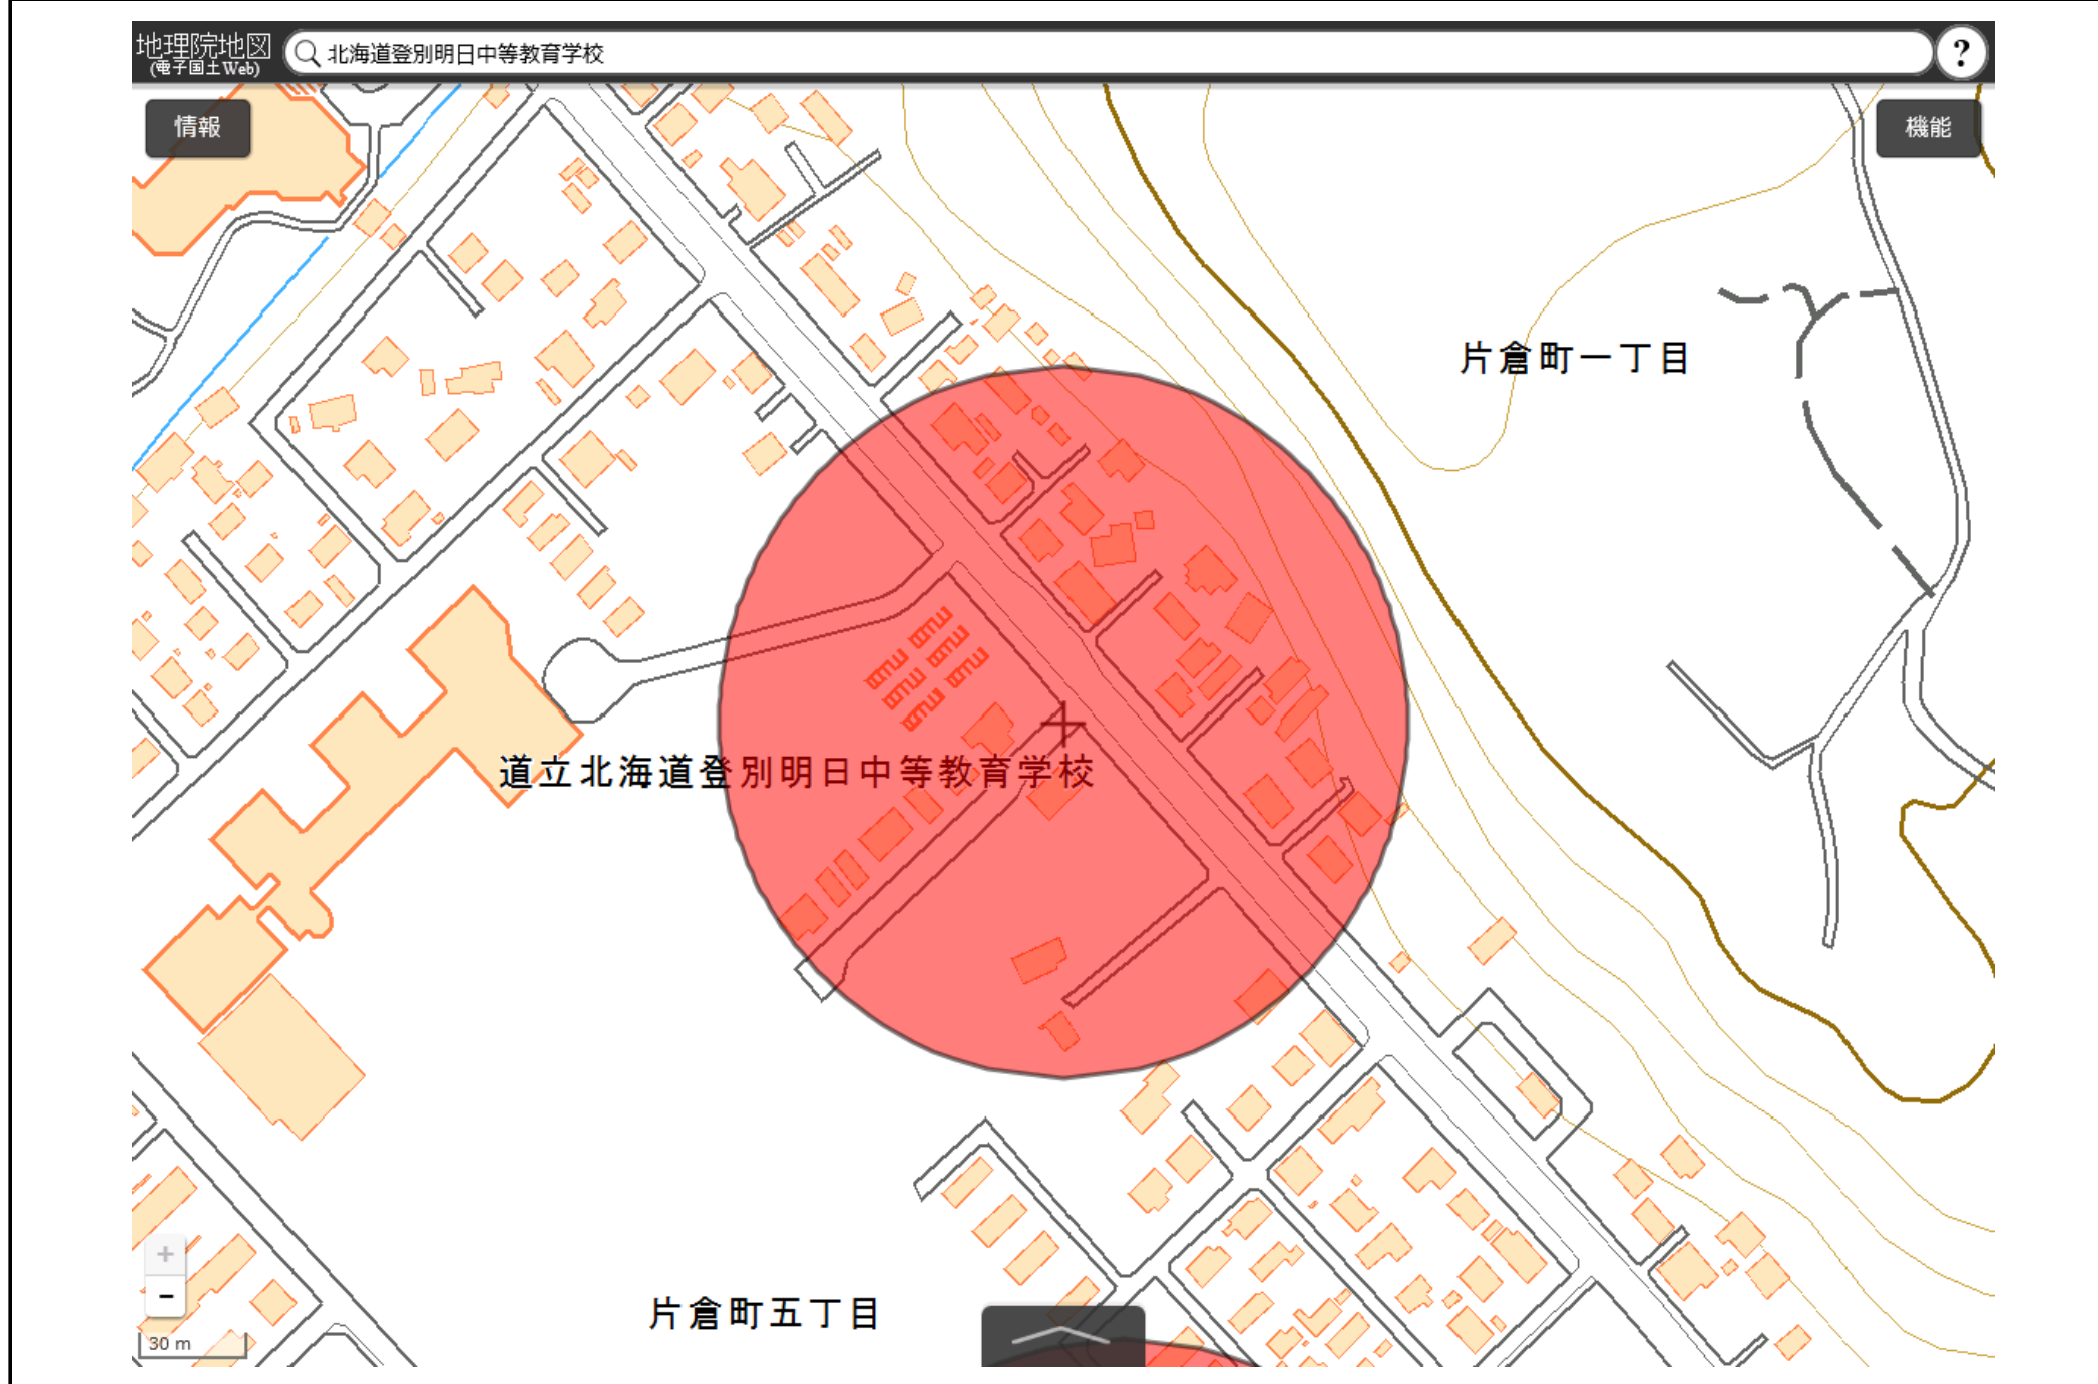 地理院地図
(電子国土Web)
北海道登別明日中等教育学校
?
情報
機能
片倉町一丁目
道立北海道登別明日中等教育学校
片倉町五丁目
+
−
30 m